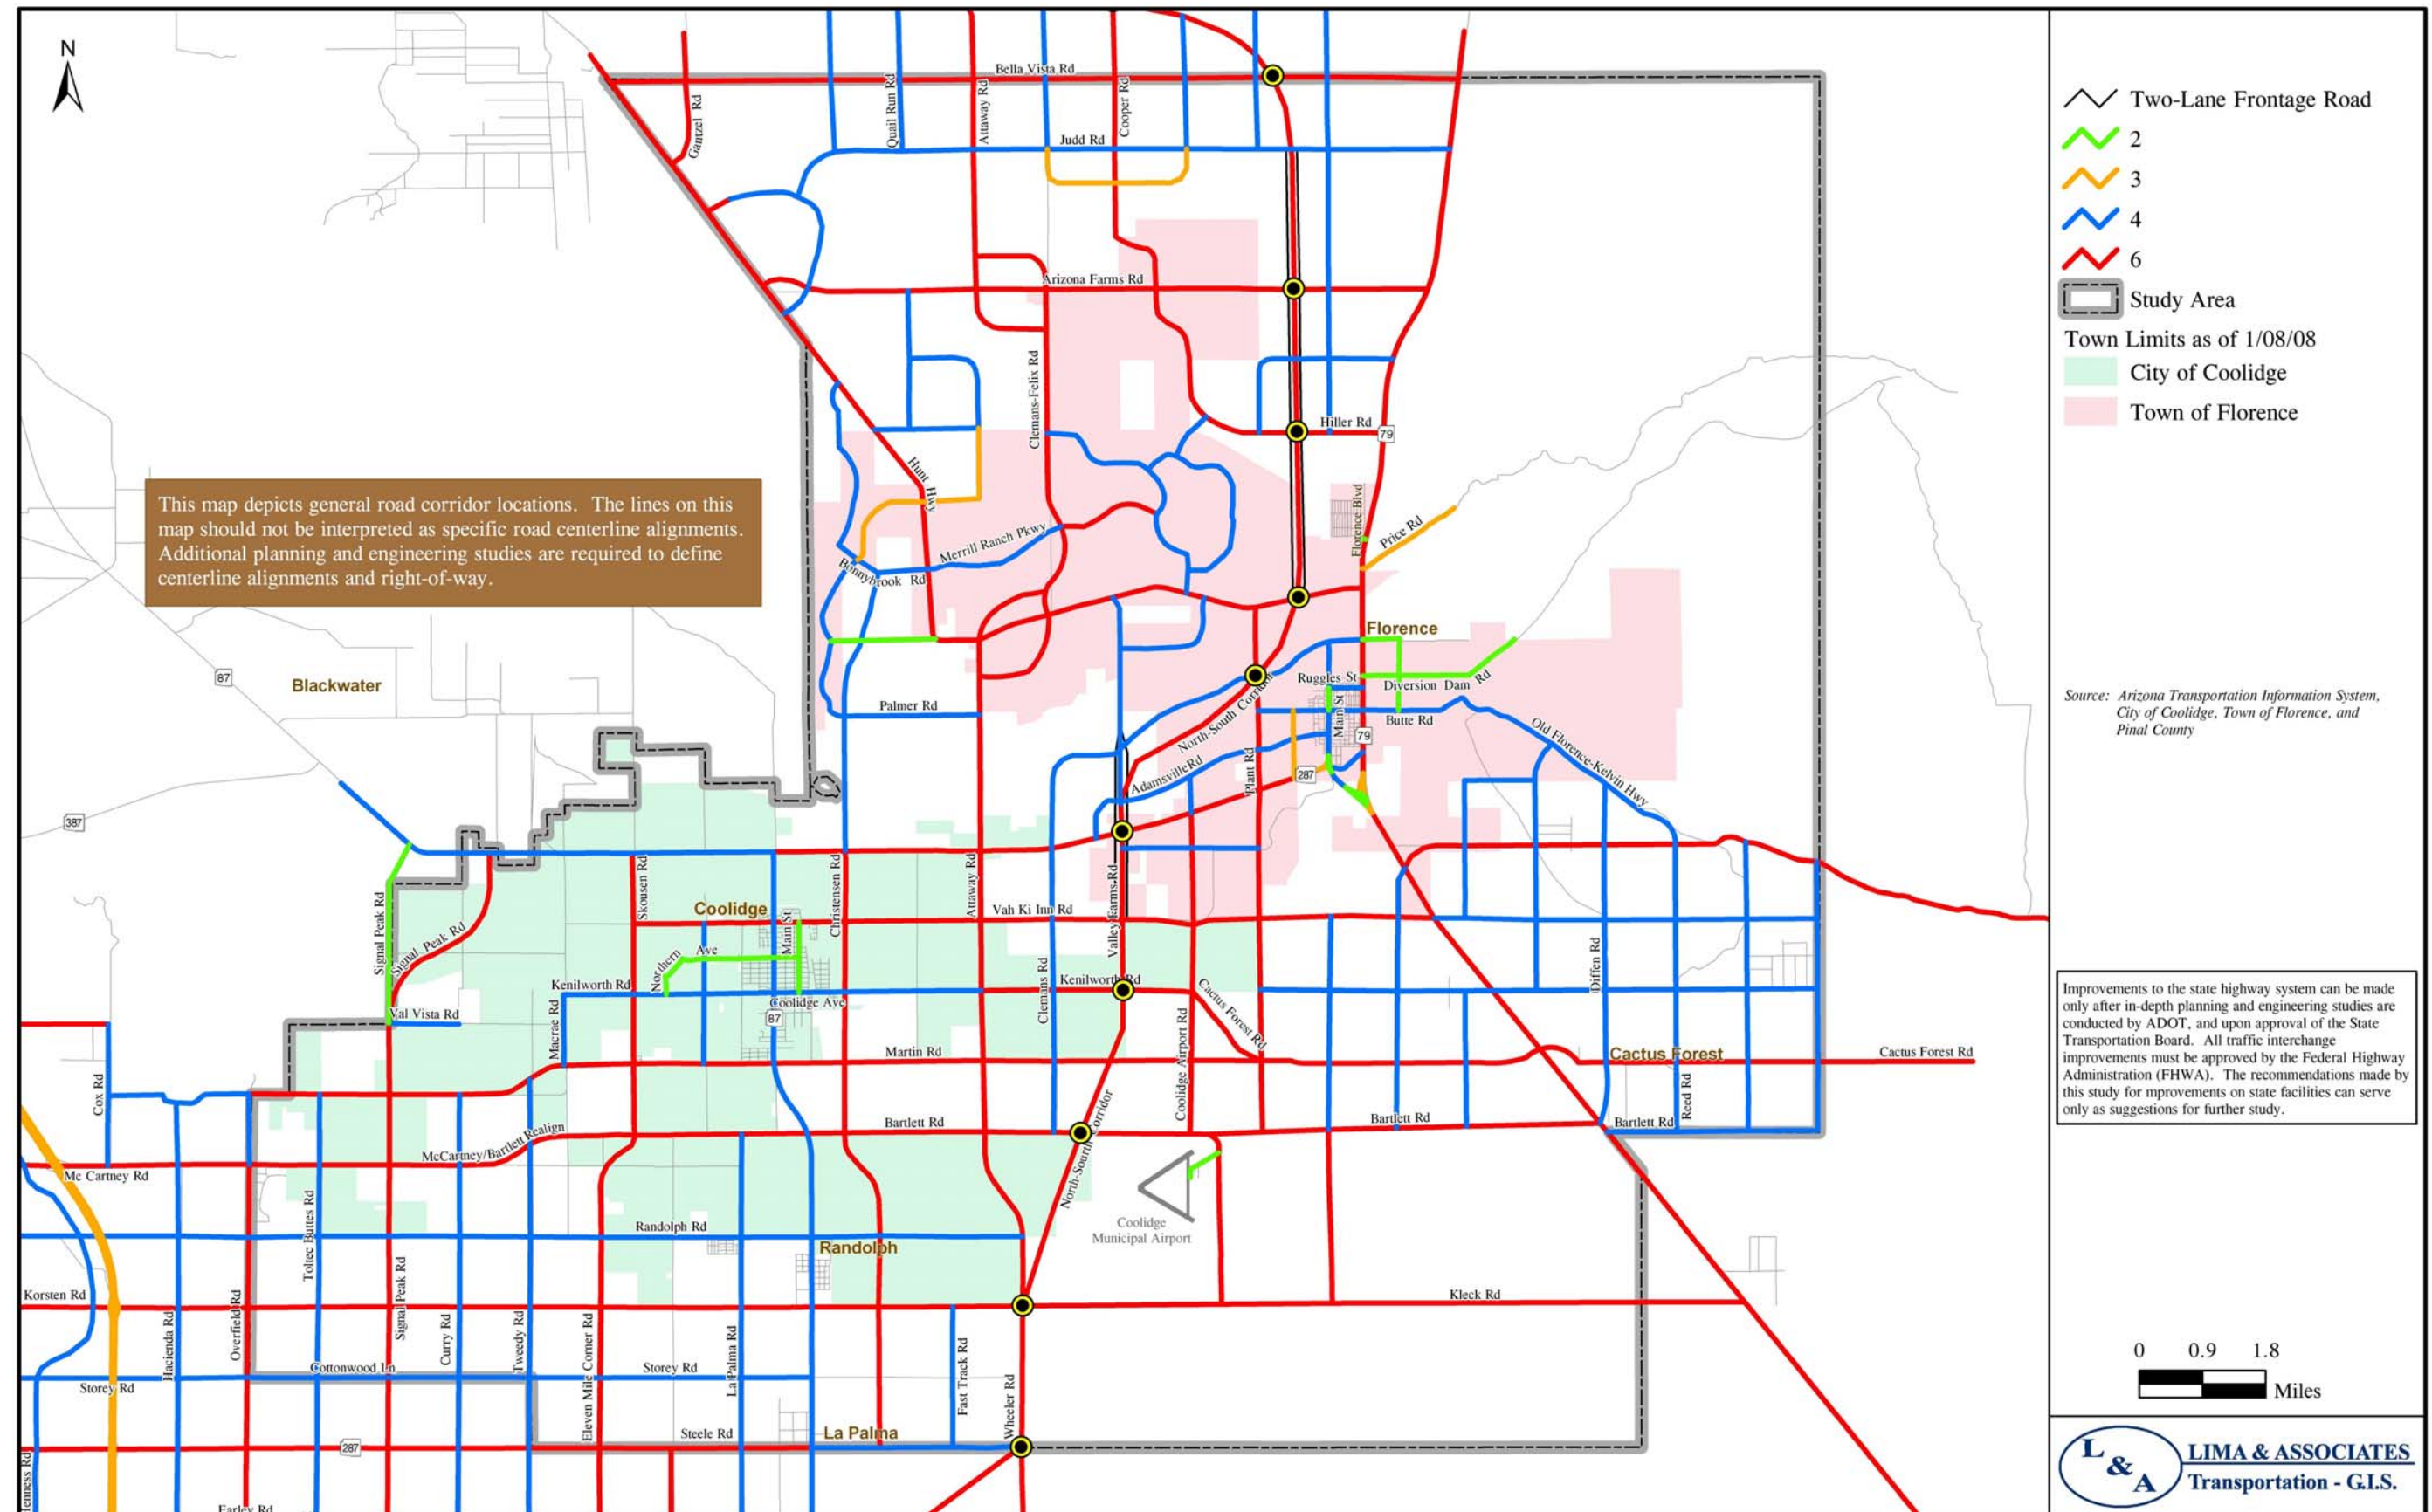 N
Bella Vista Rd
Gantzel Rd
Quail Run Rd
Attaway Rd
Cooper Rd
Judd Rd
Arizona Farms Rd
Clemans-Felix Rd
Hiller Rd
79
Hunt Hwy
This map depicts general road corridor locations. The lines on this
map should not be interpreted as specific road centerline alignments.
Additional planning and engineering studies are required to define
centerline alignments and right-of-way.
Merrill Ranch Pkwy
Bonnybrook Rd
Florence Blvd
Price Rd
Florence
87
Blackwater
Ruggles St
Diversion Dam Rd
Palmer Rd
North-South Corridor
Main St
Butte Rd
79
Old Florence-Kelvin Hwy
Adamsville Rd
Plant Rd
287
387
Signal Peak Rd
Signal Peak Rd
Skousen Rd
Coolidge
Main St
Christensen Rd
Attaway Rd
Vah Ki Inn Rd
Valley Farms Rd
Northern Ave
Kenilworth Rd
Coolidge Ave
Clemans Rd
Kenilworth Rd
Cactus Forest Rd
Diffen Rd
Val Vista Rd
Macrae Rd
87
Martin Rd
Coolidge Airport Rd
Cactus Forest
Cactus Forest Rd
Cox Rd
Reed Rd
Bartlett Rd
Bartlett Rd
Bartlett Rd
McCartney/Bartlett Realign
Mc Cartney Rd
North-South Corridor
Coolidge
Municipal Airport
Toltec Buttes Rd
Randolph Rd
Randolph
Korsten Rd
Kleck Rd
Hacienda Rd
Overfield Rd
Signal Peak Rd
Curry Rd
Tweedy Rd
Eleven Mile Corner Rd
La Palma Rd
Fast Track Rd
Wheeler Rd
Cottonwood Ln
Storey Rd
Storey Rd
Steele Rd
La Palma
287
Earley Rd
Two-Lane Frontage Road
2
3
4
6
Study Area
Town Limits as of 1/08/08
City of Coolidge
Town of Florence
Source: Arizona Transportation Information System,
City of Coolidge, Town of Florence, and
Pinal County
Improvements to the state highway system can be made
only after in-depth planning and engineering studies are
conducted by ADOT, and upon approval of the State
Transportation Board. All traffic interchange
improvements must be approved by the Federal Highway
Administration (FHWA). The recommendations made by
this study for mprovements on state facilities can serve
only as suggestions for further study.
0 0.9 1.8
Miles
L & A
LIMA & ASSOCIATES
Transportation - G.I.S.